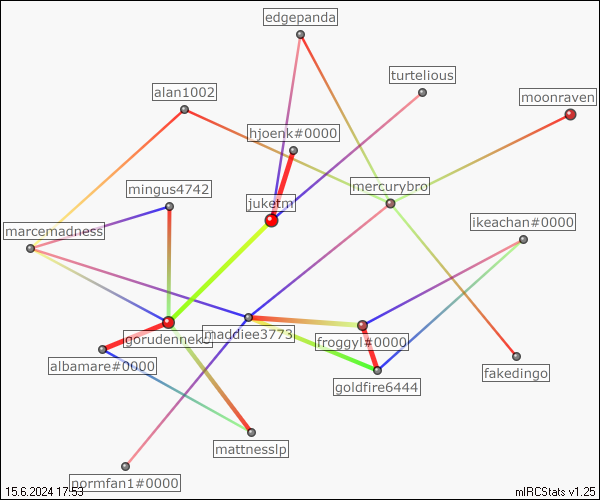 edgepanda
turtelious
alan1002
moonraven
hjoenk#0000
mingus4742
mercurybro
juketm
ikeachan#0000
marcemadness
gorudenneko
maddiee3773
froggyl#0000
albamare#0000
fakedingo
goldfire6444
mattnesslp
pormfan1#0000
15.6.2024 17:53
mIRCStats v1.25